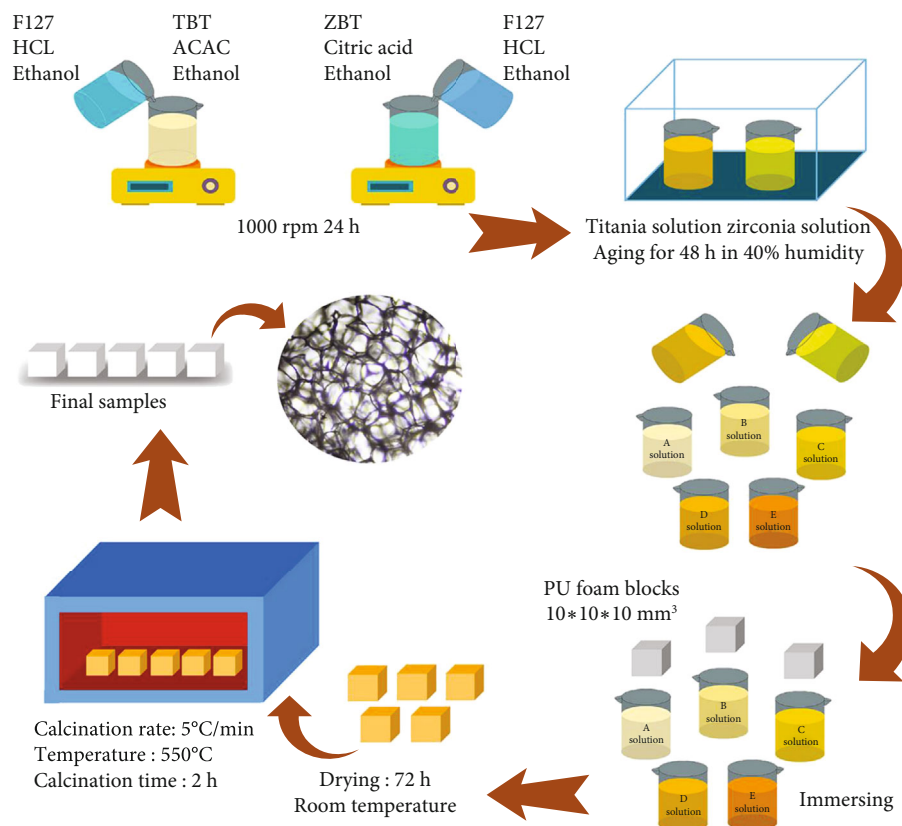 F127
HCL
Ethanol
TBT
ACAC
Ethanol
ZBT
Citric acid
Ethanol
F127
HCL
Ethanol
1000 rpm 24 h
Titania solution zirconia solution
Aging for 48 h in 40% humidity
A
solution
B
solution
C
solution
D
solution
E
solution
PU foam blocks
10*10*10 mm³
A
solution
B
solution
C
solution
D
solution
E
solution
Immersing
Drying : 72 h
Room temperature
Calcination rate: 5°C/min
Temperature : 550°C
Calcination time : 2 h
Final samples